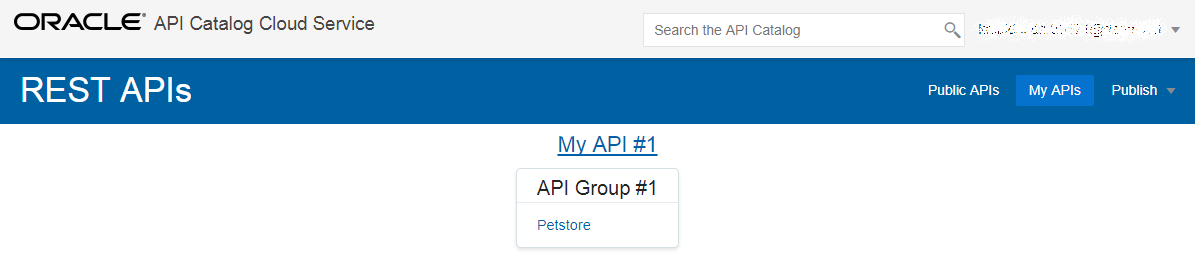 ORACLE® API Catalog Cloud Service
Search the API Catalog
REST APIs
Public APIs
My APIs
Publish
My API #1
API Group #1
Petstore